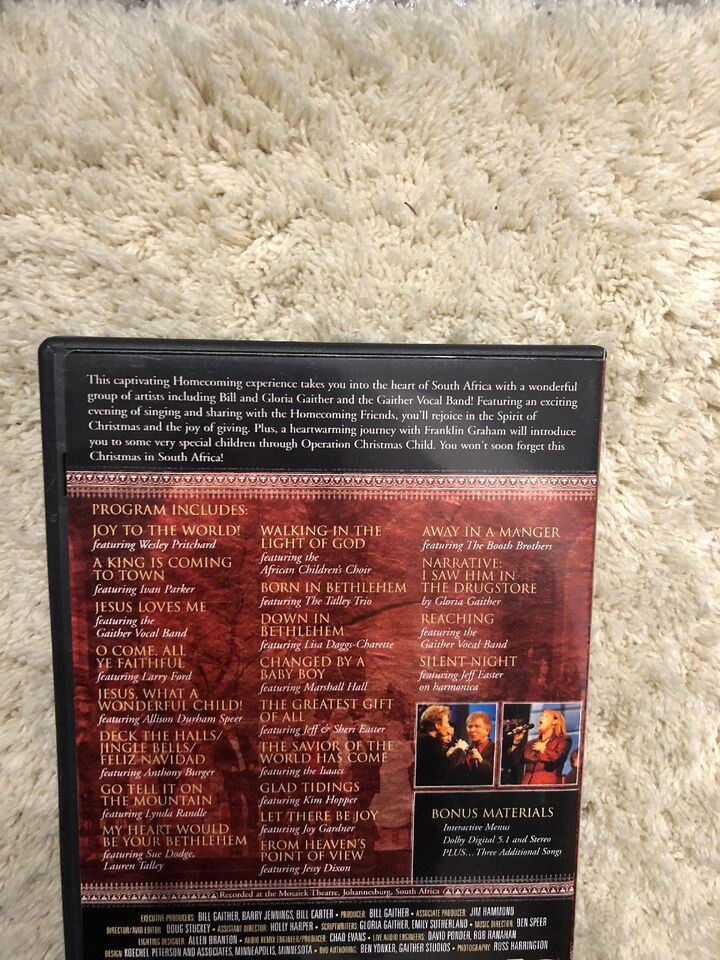 This captivating Homecoming experience takes you into the heart of South Africa with a wonderful
group of artists including Bill and Gloria Gaither and the Gaither Vocal Band! Featuring an exciting
evening of singing and sharing with the Homecoming Friends, you'll rejoice in the Spirit of
Christmas and the joy of giving. Plus, a heartwarming journey with Franklin Graham will introduce
you to some very special children through Operation Christmas Child. You won't soon forget this
Christmas in South Africa!
PROGRAM INCLUDES:
JOY TO THE WORLD!
featuring Wesley Pritchard
A KING IS COMING
TO TOWN
featuring Ivan Parker
JESUS LOVES ME
featuring the
Gaither Vocal Band
O COME, ALL
YE FAITHFUL
featuring Larry Ford
JESUS, WHAT A
WONDERFUL CHILD!
featuring Allison Durham Speer
DECK THE HALLS/
JINGLE BELLS/
FELIZ NAVIDAD
featuring Anthony Burger
GO TELL IT ON
THE MOUNTAIN
featuring Lynda Randle
MY HEART WOULD
BE YOUR BETHLEHEM
featuring Sue Dodge,
Lauren Talley
WALKING IN THE
LIGHT OF GOD
featuring the
African Children's Choir
BORN IN BETHLEHEM
featuring The Talley Trio
DOWN IN
BETHLEHEM
featuring Lisa Daggs-Charette
CHANGED BY A
BABY BOY
featuring Marshall Hall
THE GREATEST GIFT
OF ALL
featuring Jeff & Sheri Easter
THE SAVIOR OF THE
WORLD HAS COME
featuring the Isaacs
GLAD TIDINGS
featuring Kim Hopper
LET THERE BE JOY
featuring Joy Gardner
FROM HEAVEN'S
POINT OF VIEW
featuring Jessy Dixon
AWAY IN A MANGER
featuring The Booth Brothers
NARRATIVE:
I SAW HIM IN
THE DRUGSTORE
by Gloria Gaither
REACHING
featuring the
Gaither Vocal Band
SILENT NIGHT
featuring Jeff Easter
on harmonica
BONUS MATERIALS
Interactive Menus
Dolby Digital 5.1 and Stereo
PLUS... Three Additional Songs
Recorded at the Mosaiek Theatre, Johannesburg, South Africa
EXECUTIVE PRODUCERS: BILL GAITHER, BARRY JENNINGS, BILL CARTER • PRODUCER: BILL GAITHER • ASSOCIATE PRODUCER: JIM HAMMOND
DIRECTOR/AVID EDITOR: DOUG STUCKEY • ASSISTANT DIRECTOR: HOLLY HARPER • SCRIPTWRITERS: GLORIA GAITHER, EMILY SUTHERLAND • MUSIC DIRECTOR: BEN SPEER
LIGHTING DESIGNER: ALLEN BRANTON • AUDIO REMIX ENGINEER/PRODUCER: CHAD EVANS • LIVE AUDIO ENGINEERS: DAVID PONDER, ROB RANAHAN
DESIGN: KOECHEL PETERSON AND ASSOCIATES, MINNEAPOLIS, MINNESOTA • DVD AUTHORING: BEN YONKER, GAITHER STUDIOS • PHOTOGRAPHY: RUSS HARRINGTON